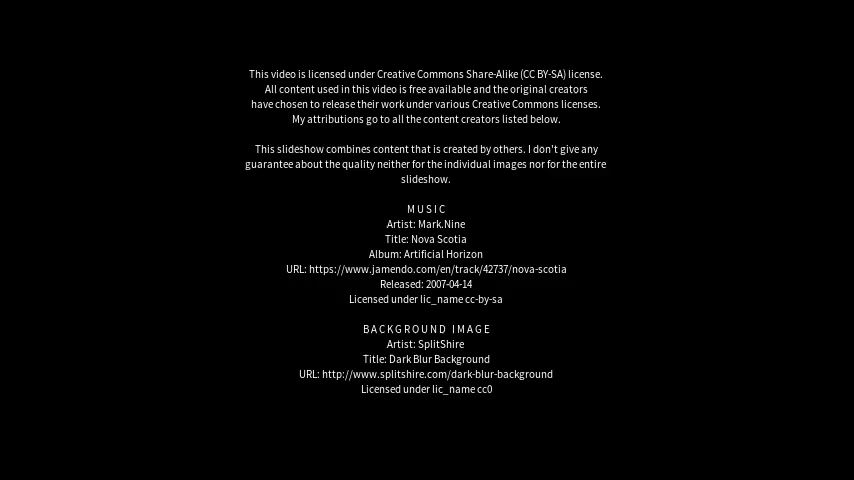 This video is licensed under Creative Commons Share-Alike (CC BY-SA) license.
All content used in this video is free available and the original creators
have chosen to release their work under various Creative Commons licenses.
My attributions go to all the content creators listed below.
This slideshow combines content that is created by others. I don't give any
guarantee about the quality neither for the individual images nor for the entire
slideshow.
MUSIC
Artist: Mark.Nine
Title: Nova Scotia
Album: Artificial Horizon
URL: https://www.jamendo.com/en/track/42737/nova-scotia
Released: 2007-04-14
Licensed under lic_name cc-by-sa
BACKGROUND IMAGE
Artist: SplitShire
Title: Dark Blur Background
URL: http://www.splitshire.com/dark-blur-background
Licensed under lic_name cc0